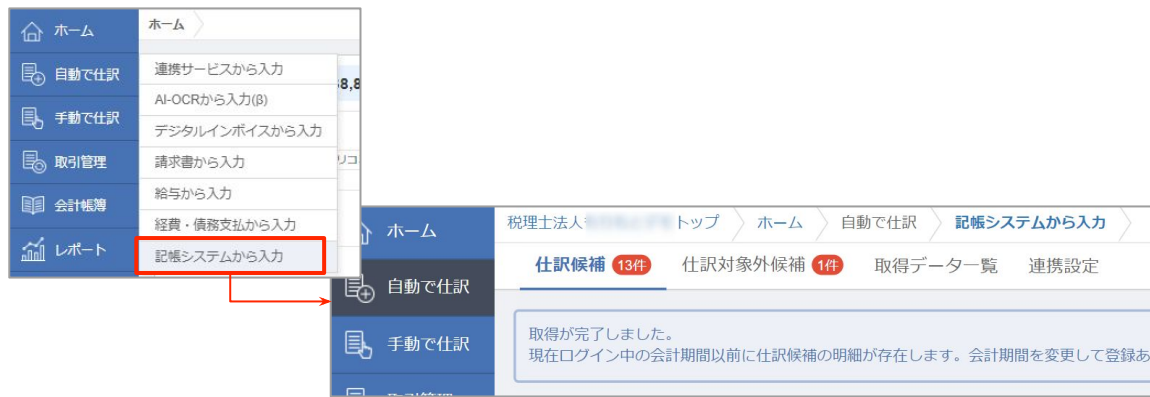 ホーム
ホーム
自動で仕訳
手動で仕訳
取引管理
会計帳簿
レポート
連携サービスから入力
AI-OCRから入力(β)
デジタルインボイスから入力
請求書から入力
給与から入力
経費・債務支払から入力
記帳システムから入力
58,8
リコ
ホーム
自動で仕訳
手動で仕訳
税理士法人 トップ ホーム 自動で仕訳 記帳システムから入力
仕訳候補 13件 仕訳対象外候補 1件 取得データ一覧 連携設定
取得が完了しました。
現在ログイン中の会計期間以前に仕訳候補の明細が存在します。会計期間を変更して登録あ